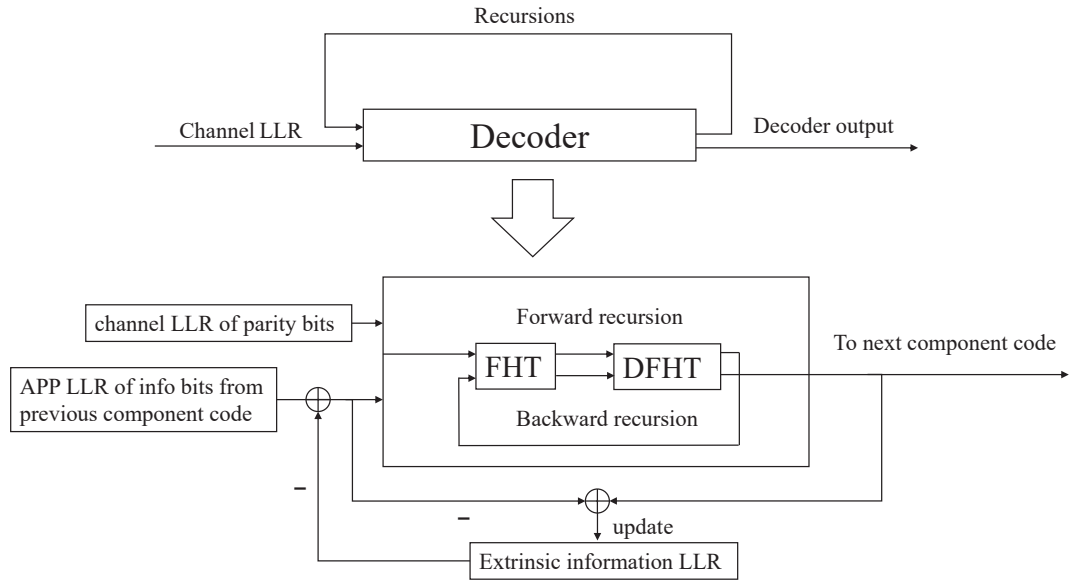 Recursions
Channel LLR
Decoder
Decoder output
channel LLR of parity bits
Forward recursion
To next component code
FHT
DFHT
APP LLR of info bits from
previous component code
Backward recursion
–
–
update
Extrinsic information LLR